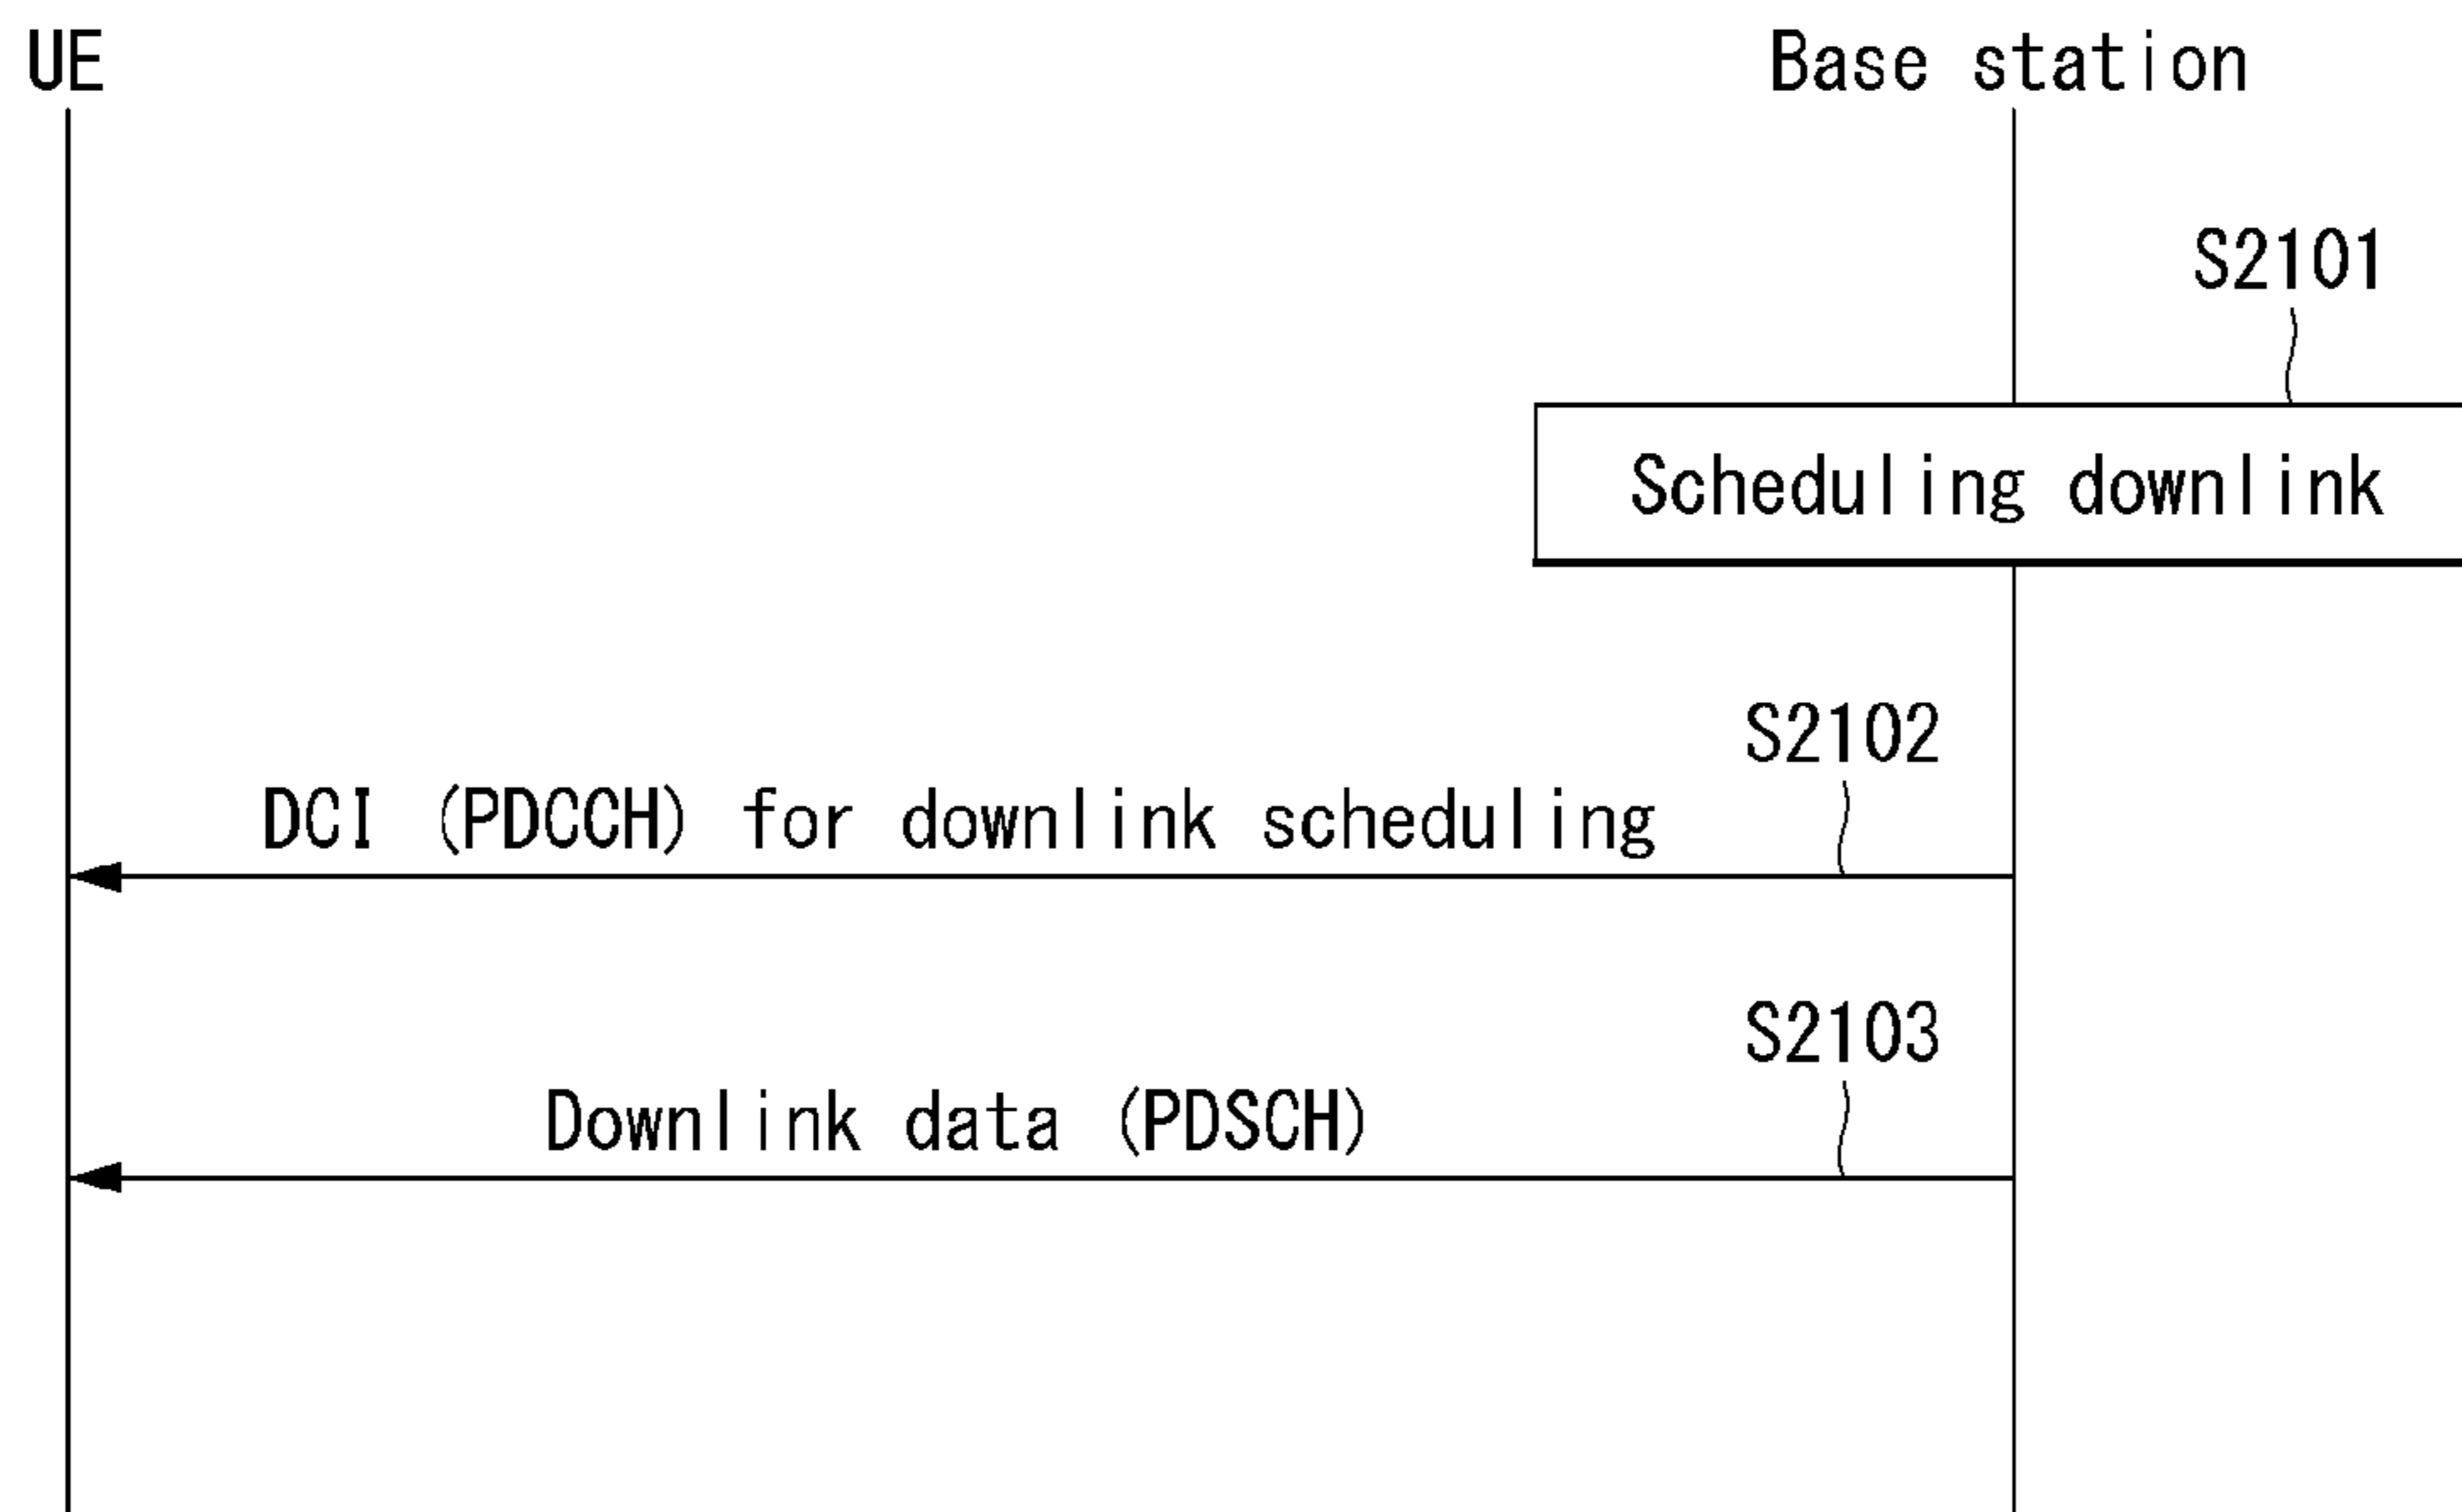 UE
Base station
S2101
Scheduling downlink
S2102
DCI (PDCCH) for downlink scheduling
S2103
Downlink data (PDSCH)